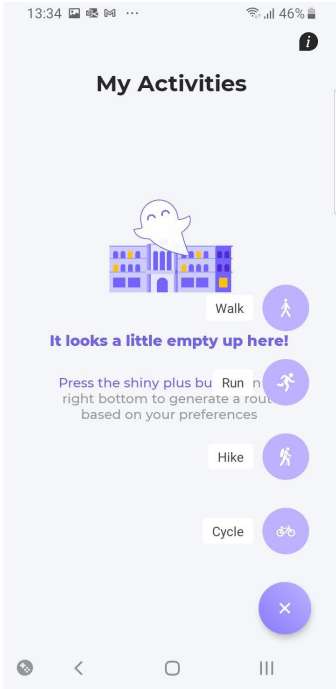 13:34
46%
i
My Activities
Walk
It looks a little empty up here!
Press the shiny plus bu
Run
right bottom to generate a rout
based on your preferences
Hike
Cycle